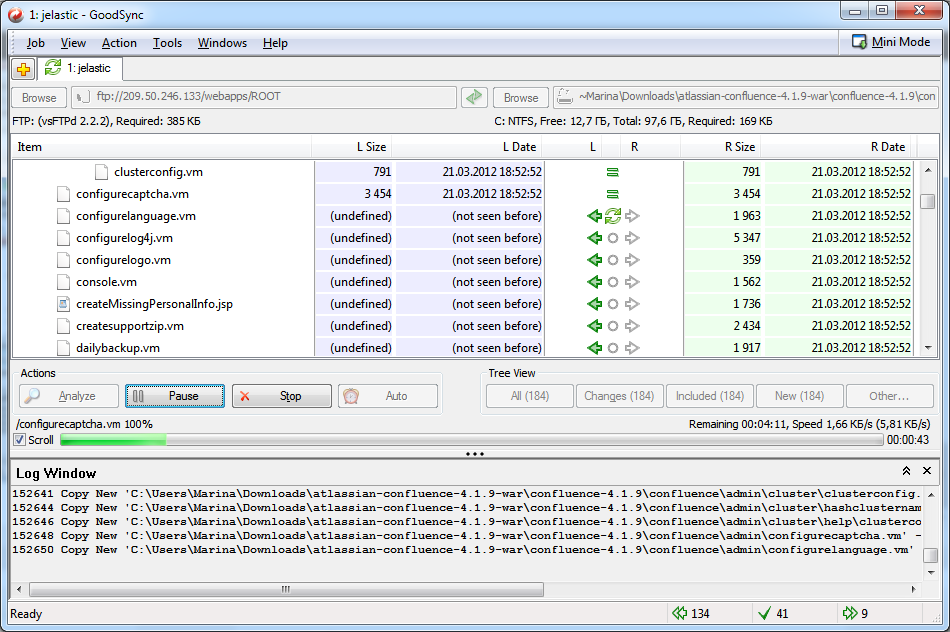 1: jelastic - GoodSync
Job View Action Tools Windows Help Mini Mode
1: jelastic
Browse ftp://209.50.246.133/webapps/ROOT Browse ~Marina\Downloads\atlassian-confluence-4.1.9-war\confluence-4.1.9\con
FTP: (vsFTPd 2.2.2), Required: 385 КБ C: NTFS, Free: 12,7 ГБ, Total: 97,6 ГБ, Required: 169 КБ
Item L Size L Date L R R Size R Date
clusterconfig.vm 791 21.03.2012 18:52:52 791 21.03.2012 18:52:52
configurecaptcha.vm 3 454 21.03.2012 18:52:52 3 454 21.03.2012 18:52:52
configurelanguage.vm (undefined) (not seen before) 1 963 21.03.2012 18:52:52
configurelog4j.vm (undefined) (not seen before) 5 347 21.03.2012 18:52:52
configurelogo.vm (undefined) (not seen before) 359 21.03.2012 18:52:52
console.vm (undefined) (not seen before) 1 562 21.03.2012 18:52:52
createMissingPersonalInfo.jsp (undefined) (not seen before) 1 736 21.03.2012 18:52:52
createsupportzip.vm (undefined) (not seen before) 2 434 21.03.2012 18:52:52
dailybackup.vm (undefined) (not seen before) 1 917 21.03.2012 18:52:52
Actions Tree View
Analyze Pause Stop Auto All (184) Changes (184) Included (184) New (184) Other...
/configurecaptcha.vm 100% Remaining 00:04:11, Speed 1,66 КБ/s (5,81 КБ/s)
Scroll 00:00:43
Log Window
152641 Copy New 'C:\Users\Marina\Downloads\atlassian-confluence-4.1.9-war\confluence-4.1.9\confluence\admin\cluster\clusterconfig.
152644 Copy New 'C:\Users\Marina\Downloads\atlassian-confluence-4.1.9-war\confluence-4.1.9\confluence\admin\cluster\hashclusternam
152646 Copy New 'C:\Users\Marina\Downloads\atlassian-confluence-4.1.9-war\confluence-4.1.9\confluence\admin\cluster\help\clusterco
152648 Copy New 'C:\Users\Marina\Downloads\atlassian-confluence-4.1.9-war\confluence-4.1.9\confluence\admin\configurecaptcha.vm' -
152650 Copy New 'C:\Users\Marina\Downloads\atlassian-confluence-4.1.9-war\confluence-4.1.9\confluence\admin\configurelanguage.vm'
Ready 134 41 9